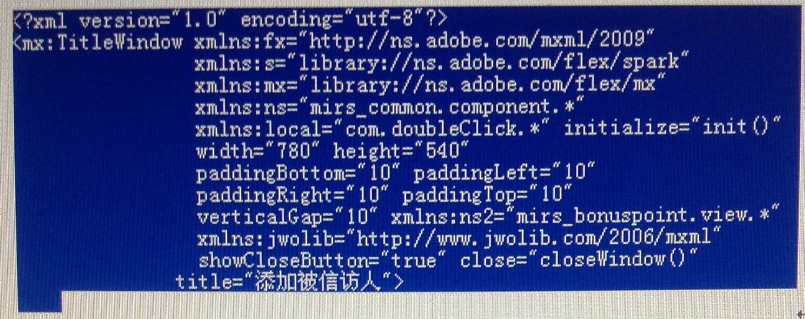 <?xml version="1.0" encoding="utf-8"?>
<mx:TitleWindow xmlns:fx="http://ns.adobe.com/mxml/2009"
xmlns:s="library://ns.adobe.com/flex/spark"
xmlns:mx="library://ns.adobe.com/flex/mx"
xmlns:ns="mirs_common.component.*"
xmlns:local="com.doubleClick.*" initialize="init()"
width="780" height="540"
paddingBottom="10" paddingLeft="10"
paddingRight="10" paddingTop="10"
verticalGap="10" xmlns:ns2="mirs_bonuspoint.view.*"
xmlns:jwolib="http://www.jwolib.com/2006/mxml"
showCloseButton="true" close="closeWindow()"
title="添加被信访人">